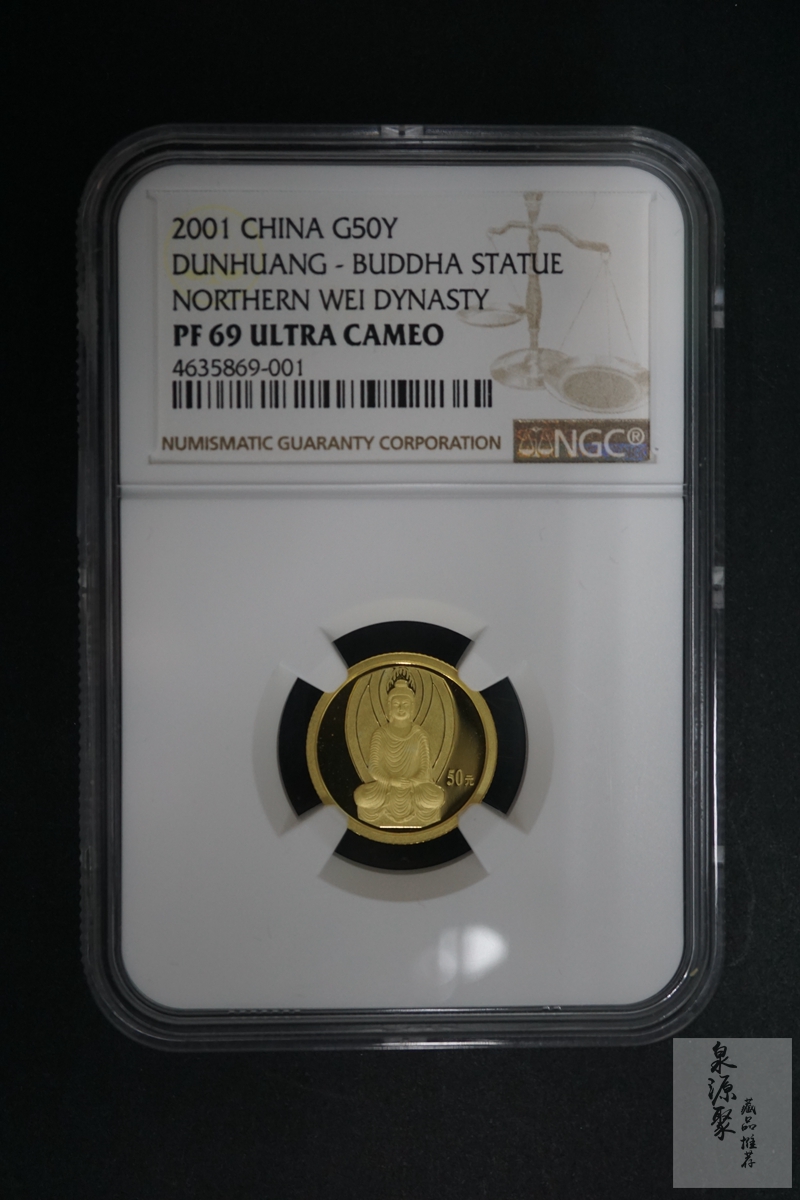 2001 CHINA G50Y
DUNHUANG - BUDDHA STATUE
NORTHERN WEI DYNASTY
PF 69 ULTRA CAMEO
4635869-001
NUMISMATIC GUARANTY CORPORATION
NGC®
50元
泉源聚
藏品推荐